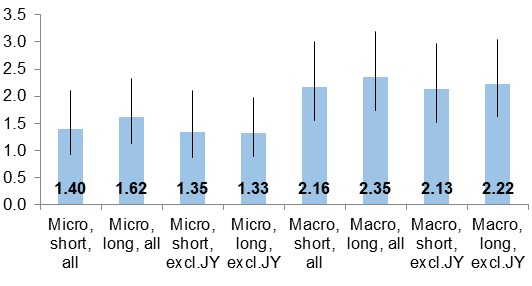 3.5
3.0
2.5
2.0
1.5
1.0
0.5
0.0
1.40 1.62 1.35 1.33 2.16 2.35 2.13 2.22
Micro, short, all
Micro, long, all
Micro, short, excl.JY
Micro, long, excl.JY
Macro, short, all
Macro, long, all
Macro, short, excl.JY
Macro, long, excl.JY